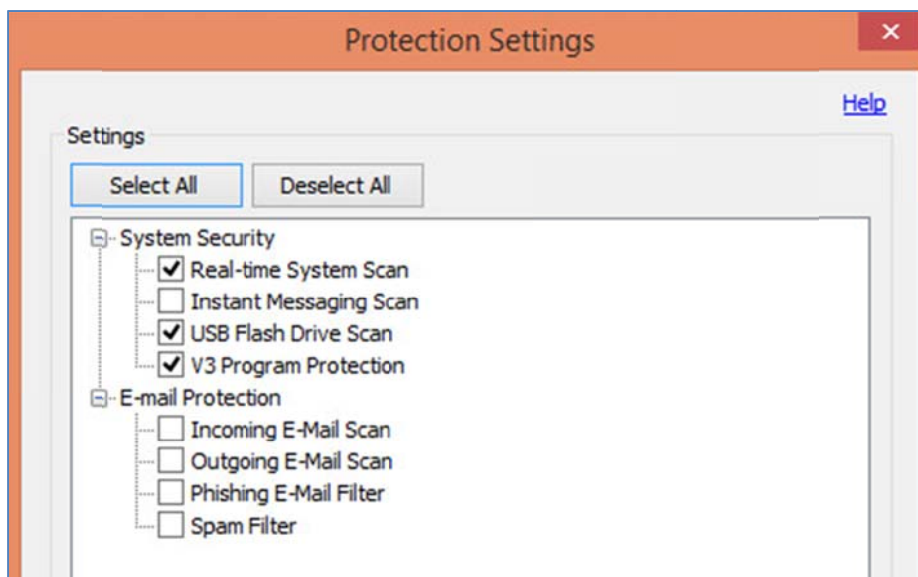 Protection Settings
Help
Settings
Select All Deselect All
System Security
Real-time System Scan
Instant Messaging Scan
USB Flash Drive Scan
V3 Program Protection
E-mail Protection
Incoming E-Mail Scan
Outgoing E-Mail Scan
Phishing E-Mail Filter
Spam Filter